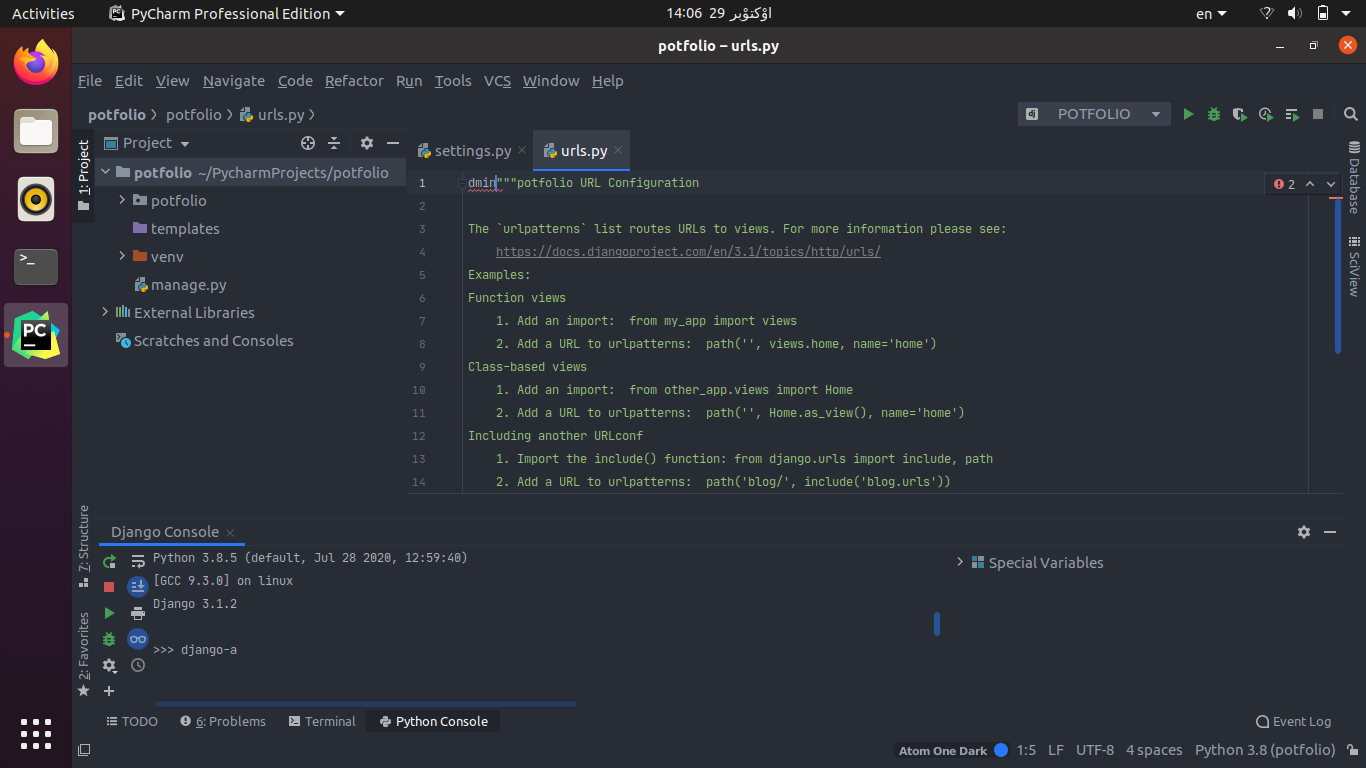 Activities
PyCharm Professional Edition
14:06 29 اوْكتوْبر
en
potfolio – urls.py
File Edit View Navigate Code Refactor Run Tools VCS Window Help
potfolio potfolio urls.py
dj POTFOLIO
1: Project
Project
settings.py
urls.py
potfolio ~/PycharmProjects/potfolio
potfolio
templates
venv
manage.py
External Libraries
Scratches and Consoles
1 dmin"""potfolio URL Configuration
2
3 The `urlpatterns` list routes URLs to views. For more information please see:
4 https://docs.djangoproject.com/en/3.1/topics/http/urls/
5 Examples:
6 Function views
7 1. Add an import:  from my_app import views
8 2. Add a URL to urlpatterns:  path('', views.home, name='home')
9 Class-based views
10 1. Add an import:  from other_app.views import Home
11 2. Add a URL to urlpatterns:  path('', Home.as_view(), name='home')
12 Including another URLconf
13 1. Import the include() function: from django.urls import include, path
14 2. Add a URL to urlpatterns:  path('blog/', include('blog.urls'))
2
Database
SciView
PC
>_
7: Structure
2: Favorites
Django Console
Python 3.8.5 (default, Jul 28 2020, 12:59:40)
[GCC 9.3.0] on linux
Django 3.1.2
>>> django-a
Special Variables
TODO
6: Problems
Terminal
Python Console
Event Log
Atom One Dark
1:5 LF UTF-8 4 spaces Python 3.8 (potfolio)